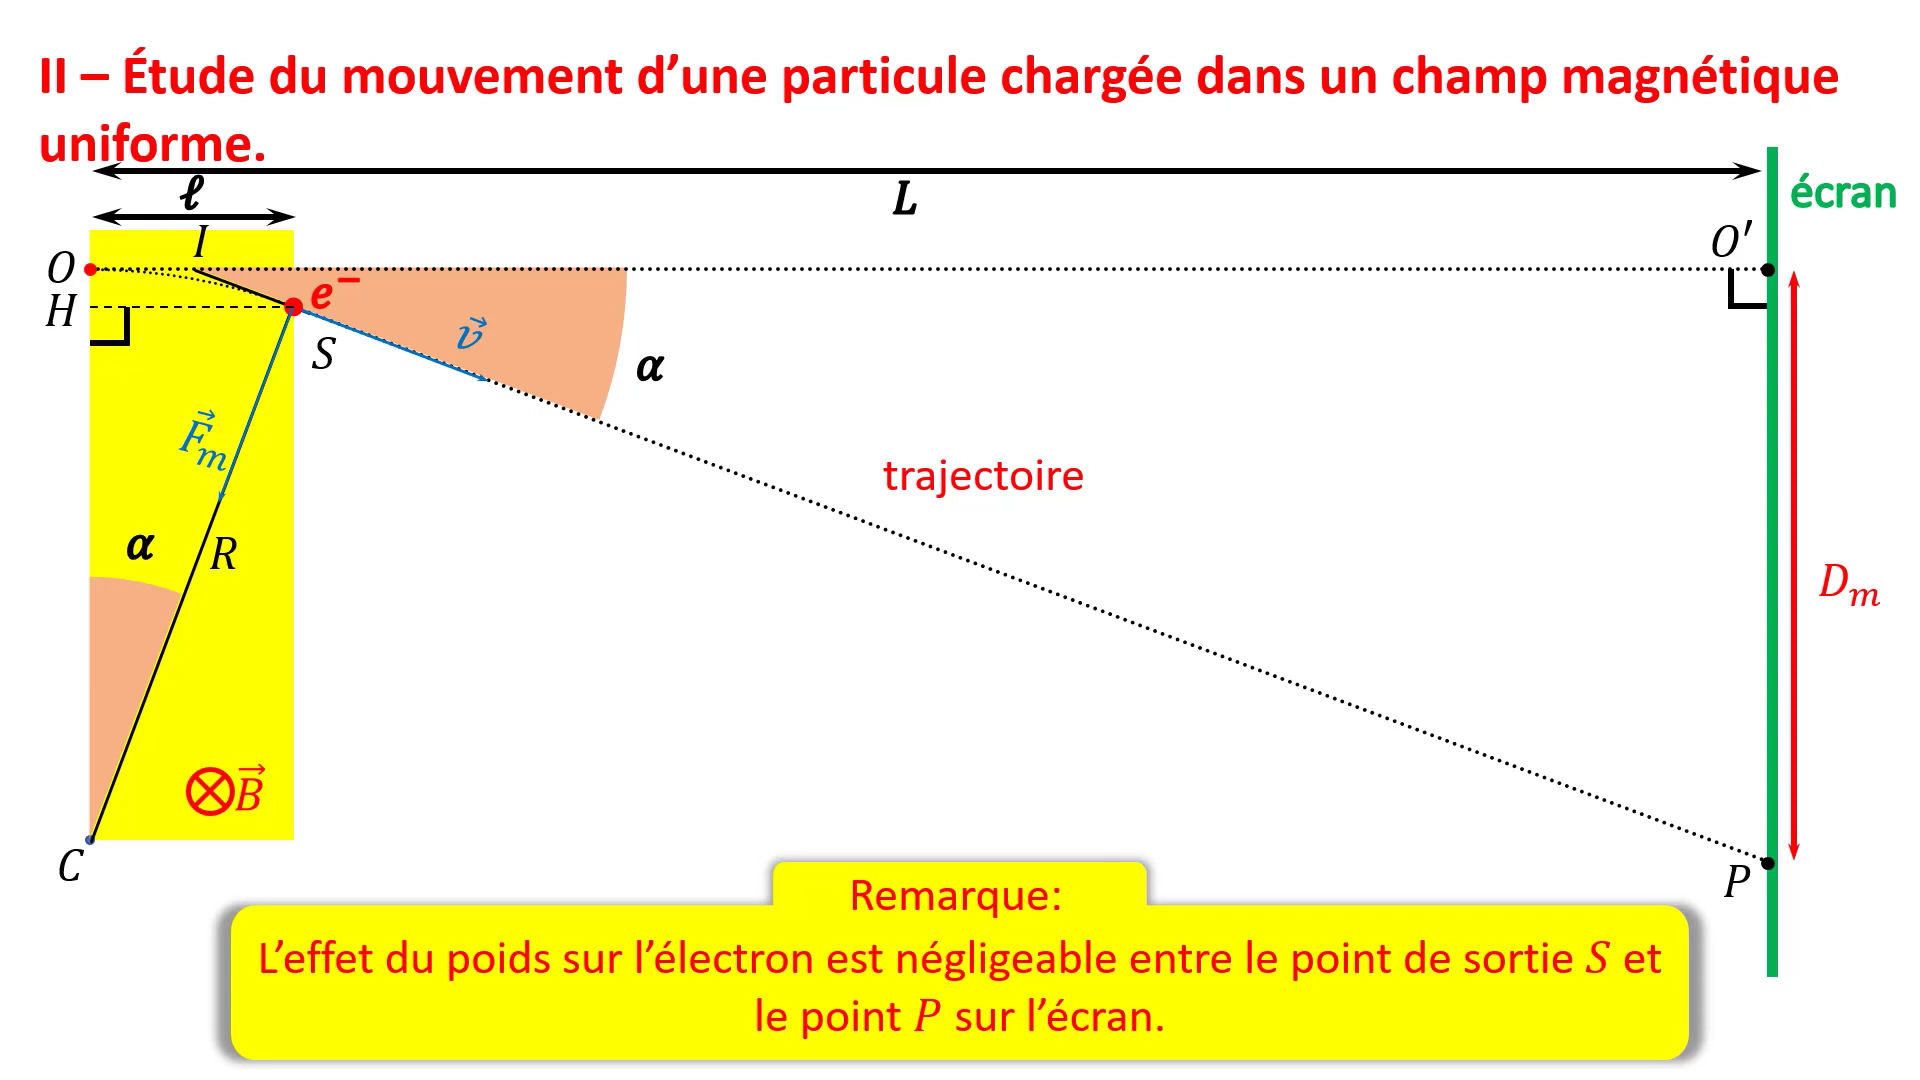 II – Étude du mouvement d’une particule chargée dans un champ magnétique
uniforme.
ℓ
L
écran
I
O
O′
H
e⁻
v⃗
S
α
F⃗ₘ
trajectoire
α
R
Dₘ
B⃗
C
P
Remarque:
L’effet du poids sur l’électron est négligeable entre le point de sortie S et
le point P sur l’écran.